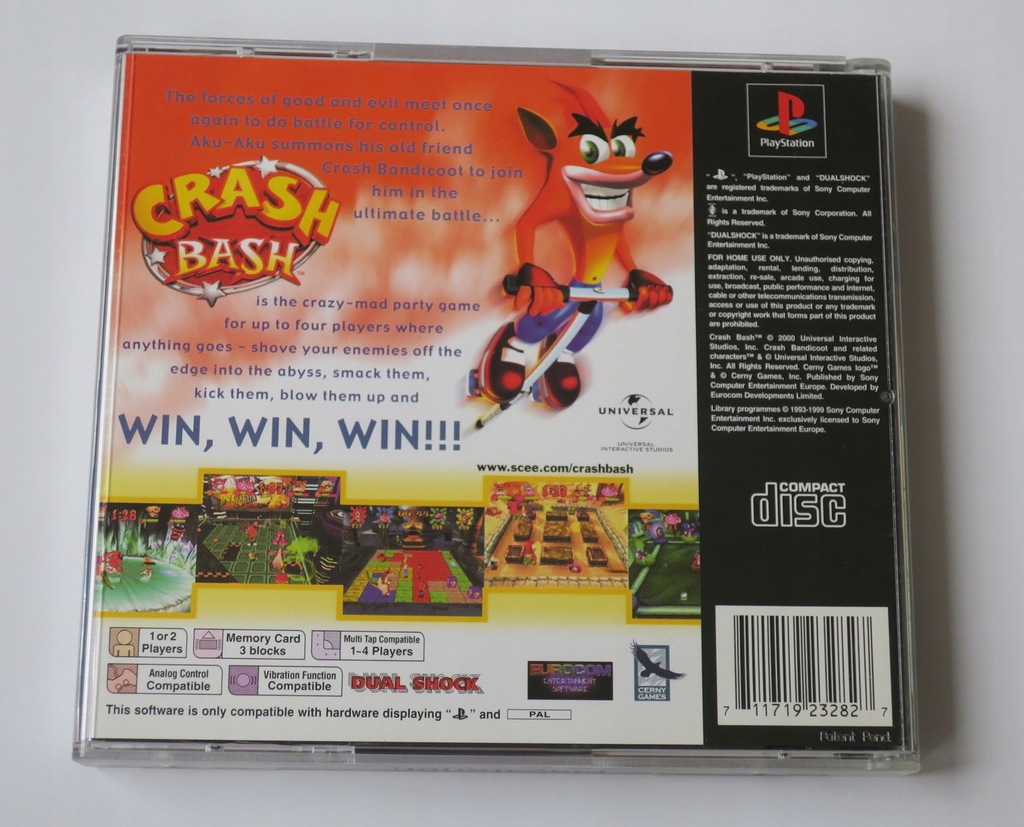 The forces of good and evil meet once
again to do battle for control.
Aku-Aku summons his old friend
Crash Bandicoot to join
him in the
ultimate battle...
CRASH
BASH™
is the crazy-mad party game
for up to four players where
anything goes - shove your enemies off the
edge into the abyss, smack them,
kick them, blow them up and
WIN, WIN, WIN!!!
UNIVERSAL
UNIVERSAL
INTERACTIVE STUDIOS
www.scee.com/crashbash
1:26
1 or 2
Players
Memory Card
3 blocks
Multi Tap Compatible
1~4 Players
Analog Control
Compatible
Vibration Function
Compatible
DUAL SHOCK
EUROCOM
ENTERTAINMENT
SOFTWARE
CERNY
GAMES
This software is only compatible with hardware displaying " " and PAL
PlayStation
" ", "PlayStation" and "DUALSHOCK"
are registered trademarks of Sony Computer
Entertainment Inc.
is a trademark of Sony Corporation. All
Rights Reserved.
"DUALSHOCK" is a trademark of Sony Computer
Entertainment Inc.
FOR HOME USE ONLY. Unauthorised copying,
adaptation, rental, lending, distribution,
extraction, re-sale, arcade use, charging for
use, broadcast, public performance and internet,
cable or other telecommunications transmission,
access or use of this product or any trademark
or copyright work that forms part of this product
are prohibited.
Crash Bash™ © 2000 Universal Interactive
Studios, Inc. Crash Bandicoot and related
characters™ & © Universal Interactive Studios,
Inc. All Rights Reserved. Cerny Games logo™
& © Cerny Games, Inc. Published by Sony
Computer Entertainment Europe. Developed by
Eurocom Developments Limited.
Library programmes © 1993-1999 Sony Computer
Entertainment Inc. exclusively licensed to Sony
Computer Entertainment Europe.
COMPACT
disc
7 11719 23282 7
Patent Pend.